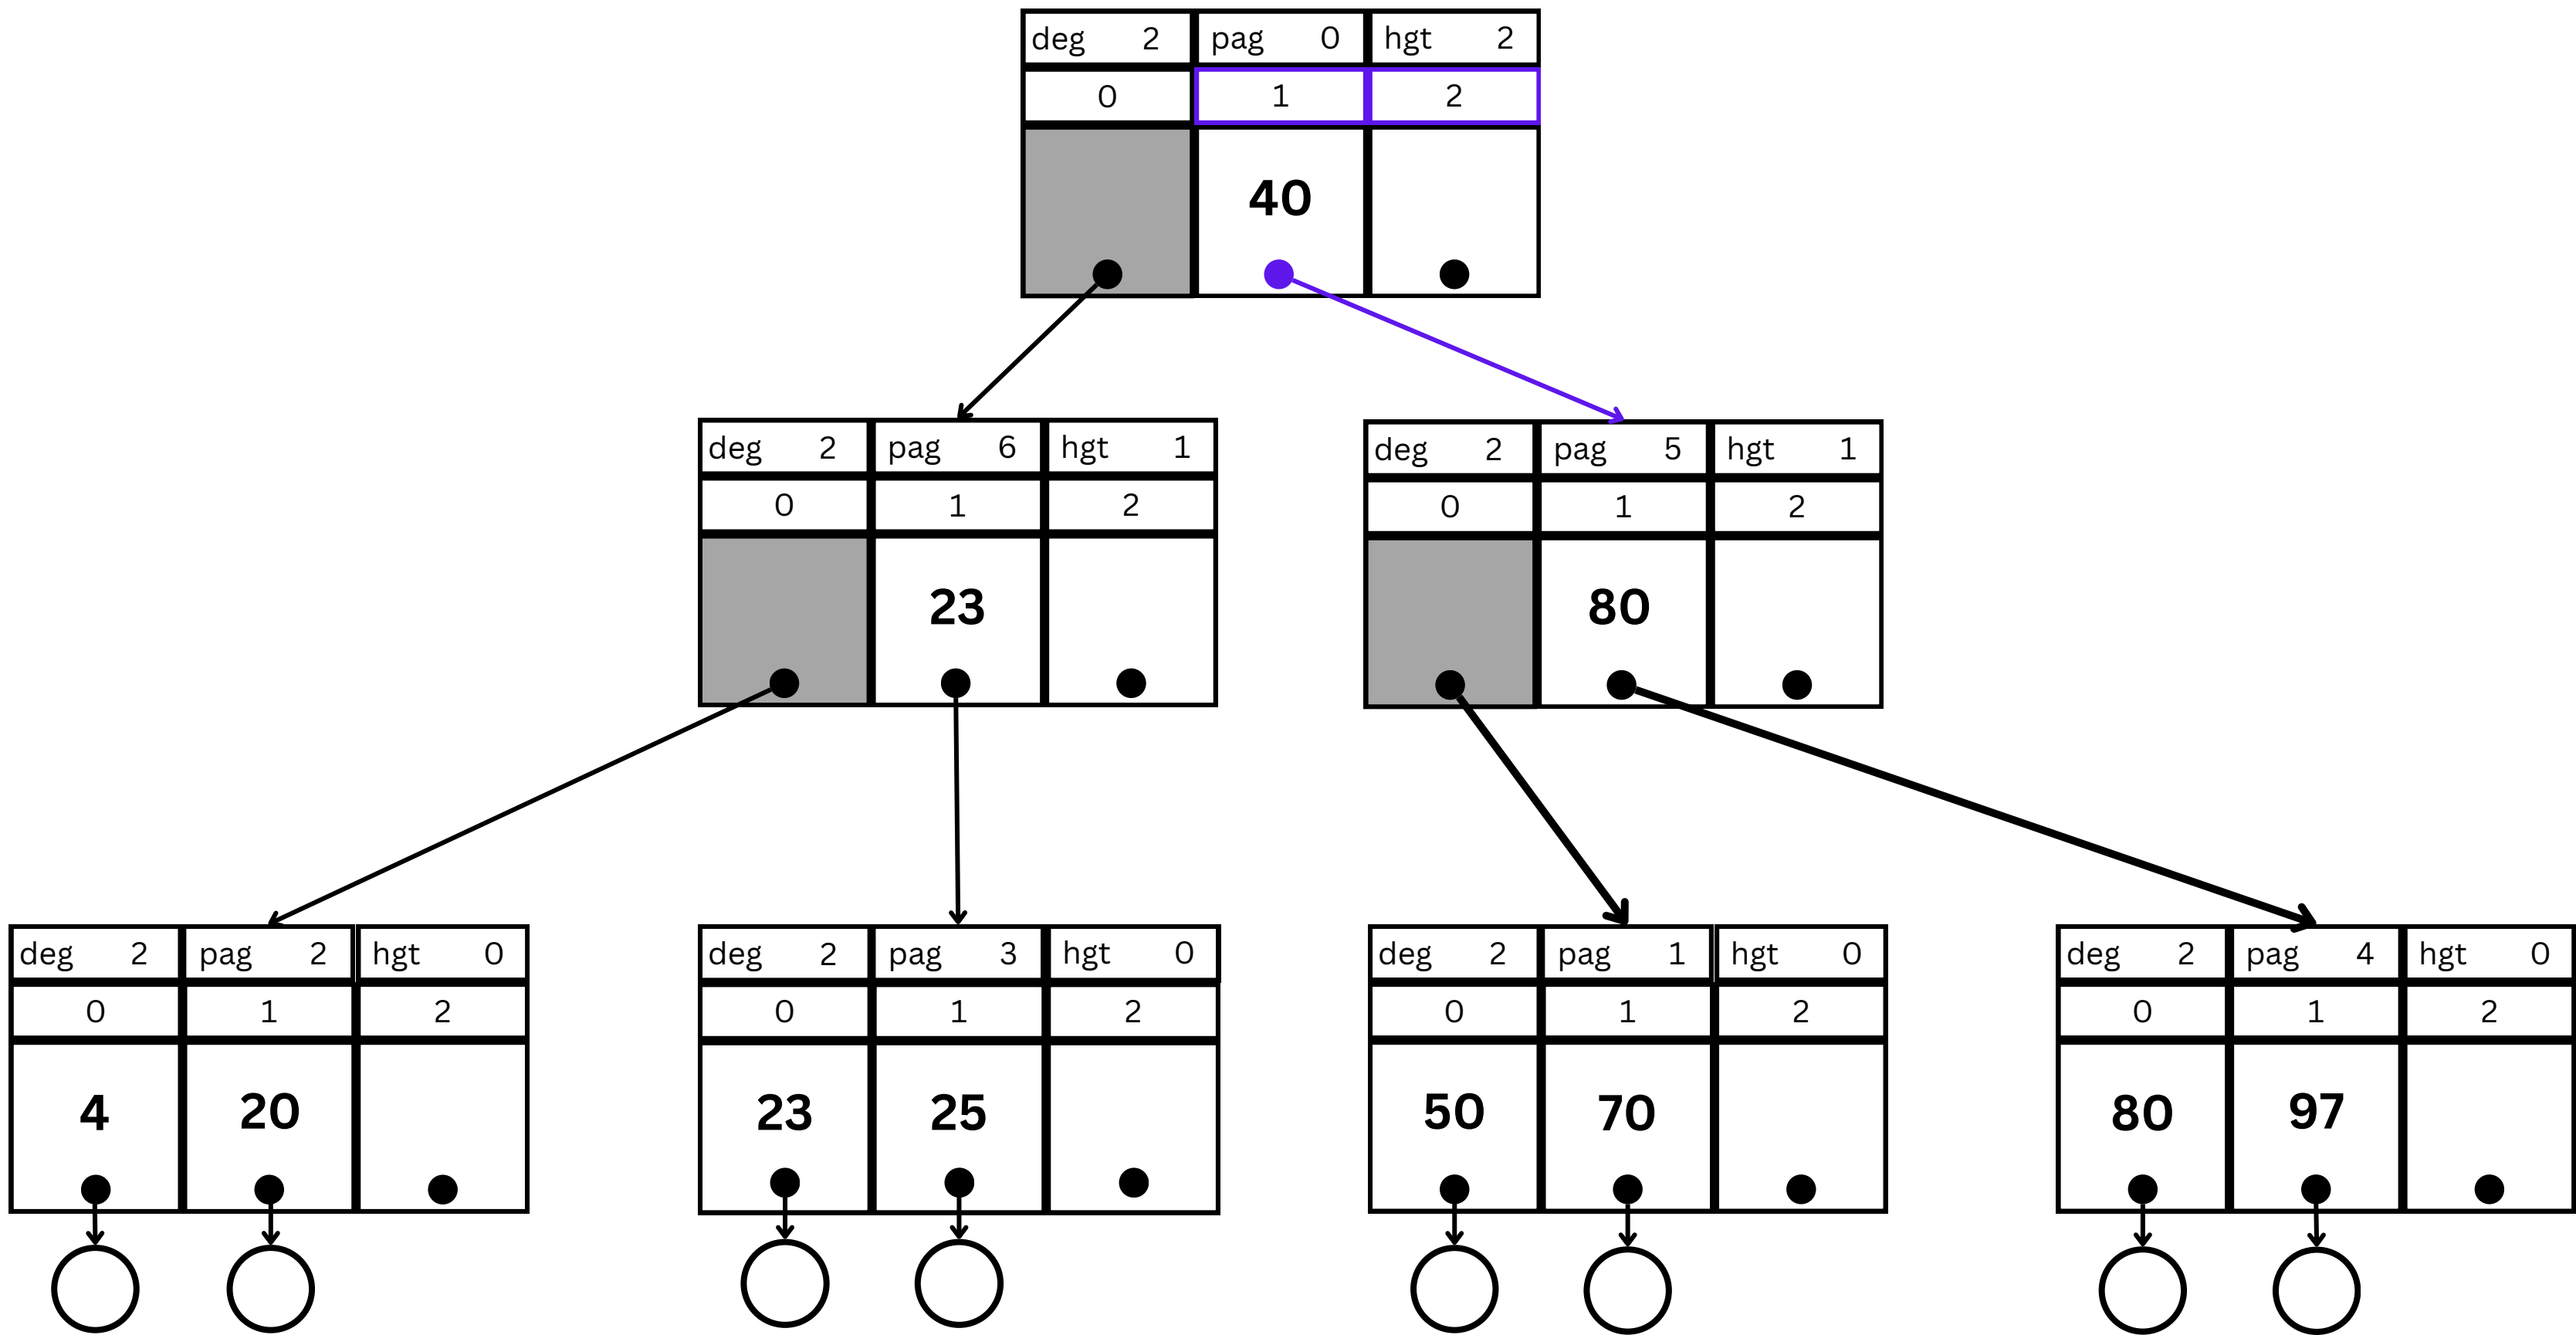 deg 2 pag 0 hgt 2
0 1 2
40
deg 2 pag 6 hgt 1
0 1 2
23
deg 2 pag 5 hgt 1
0 1 2
80
deg 2 pag 2 hgt 0
0 1 2
4 20
deg 2 pag 3 hgt 0
0 1 2
23 25
deg 2 pag 1 hgt 0
0 1 2
50 70
deg 2 pag 4 hgt 0
0 1 2
80 97